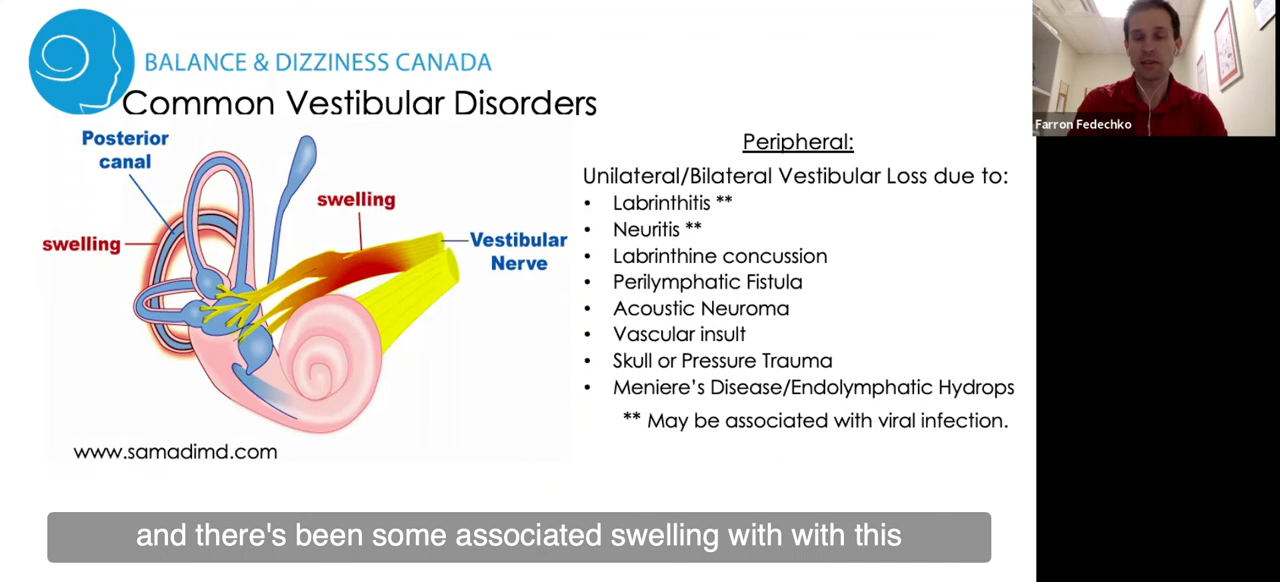 BALANCE & DIZZINESS CANADA
Common Vestibular Disorders
Posterior
canal
swelling
swelling
Vestibular
Nerve
www.samadimd.com
Peripheral:
Unilateral/Bilateral Vestibular Loss due to:
• Labrinthitis **
• Neuritis **
• Labrinthine concussion
• Perilymphatic Fistula
• Acoustic Neuroma
• Vascular insult
• Skull or Pressure Trauma
• Meniere's Disease/Endolymphatic Hydrops
** May be associated with viral infection.
Farron Fedechko
and there's been some associated swelling with with this